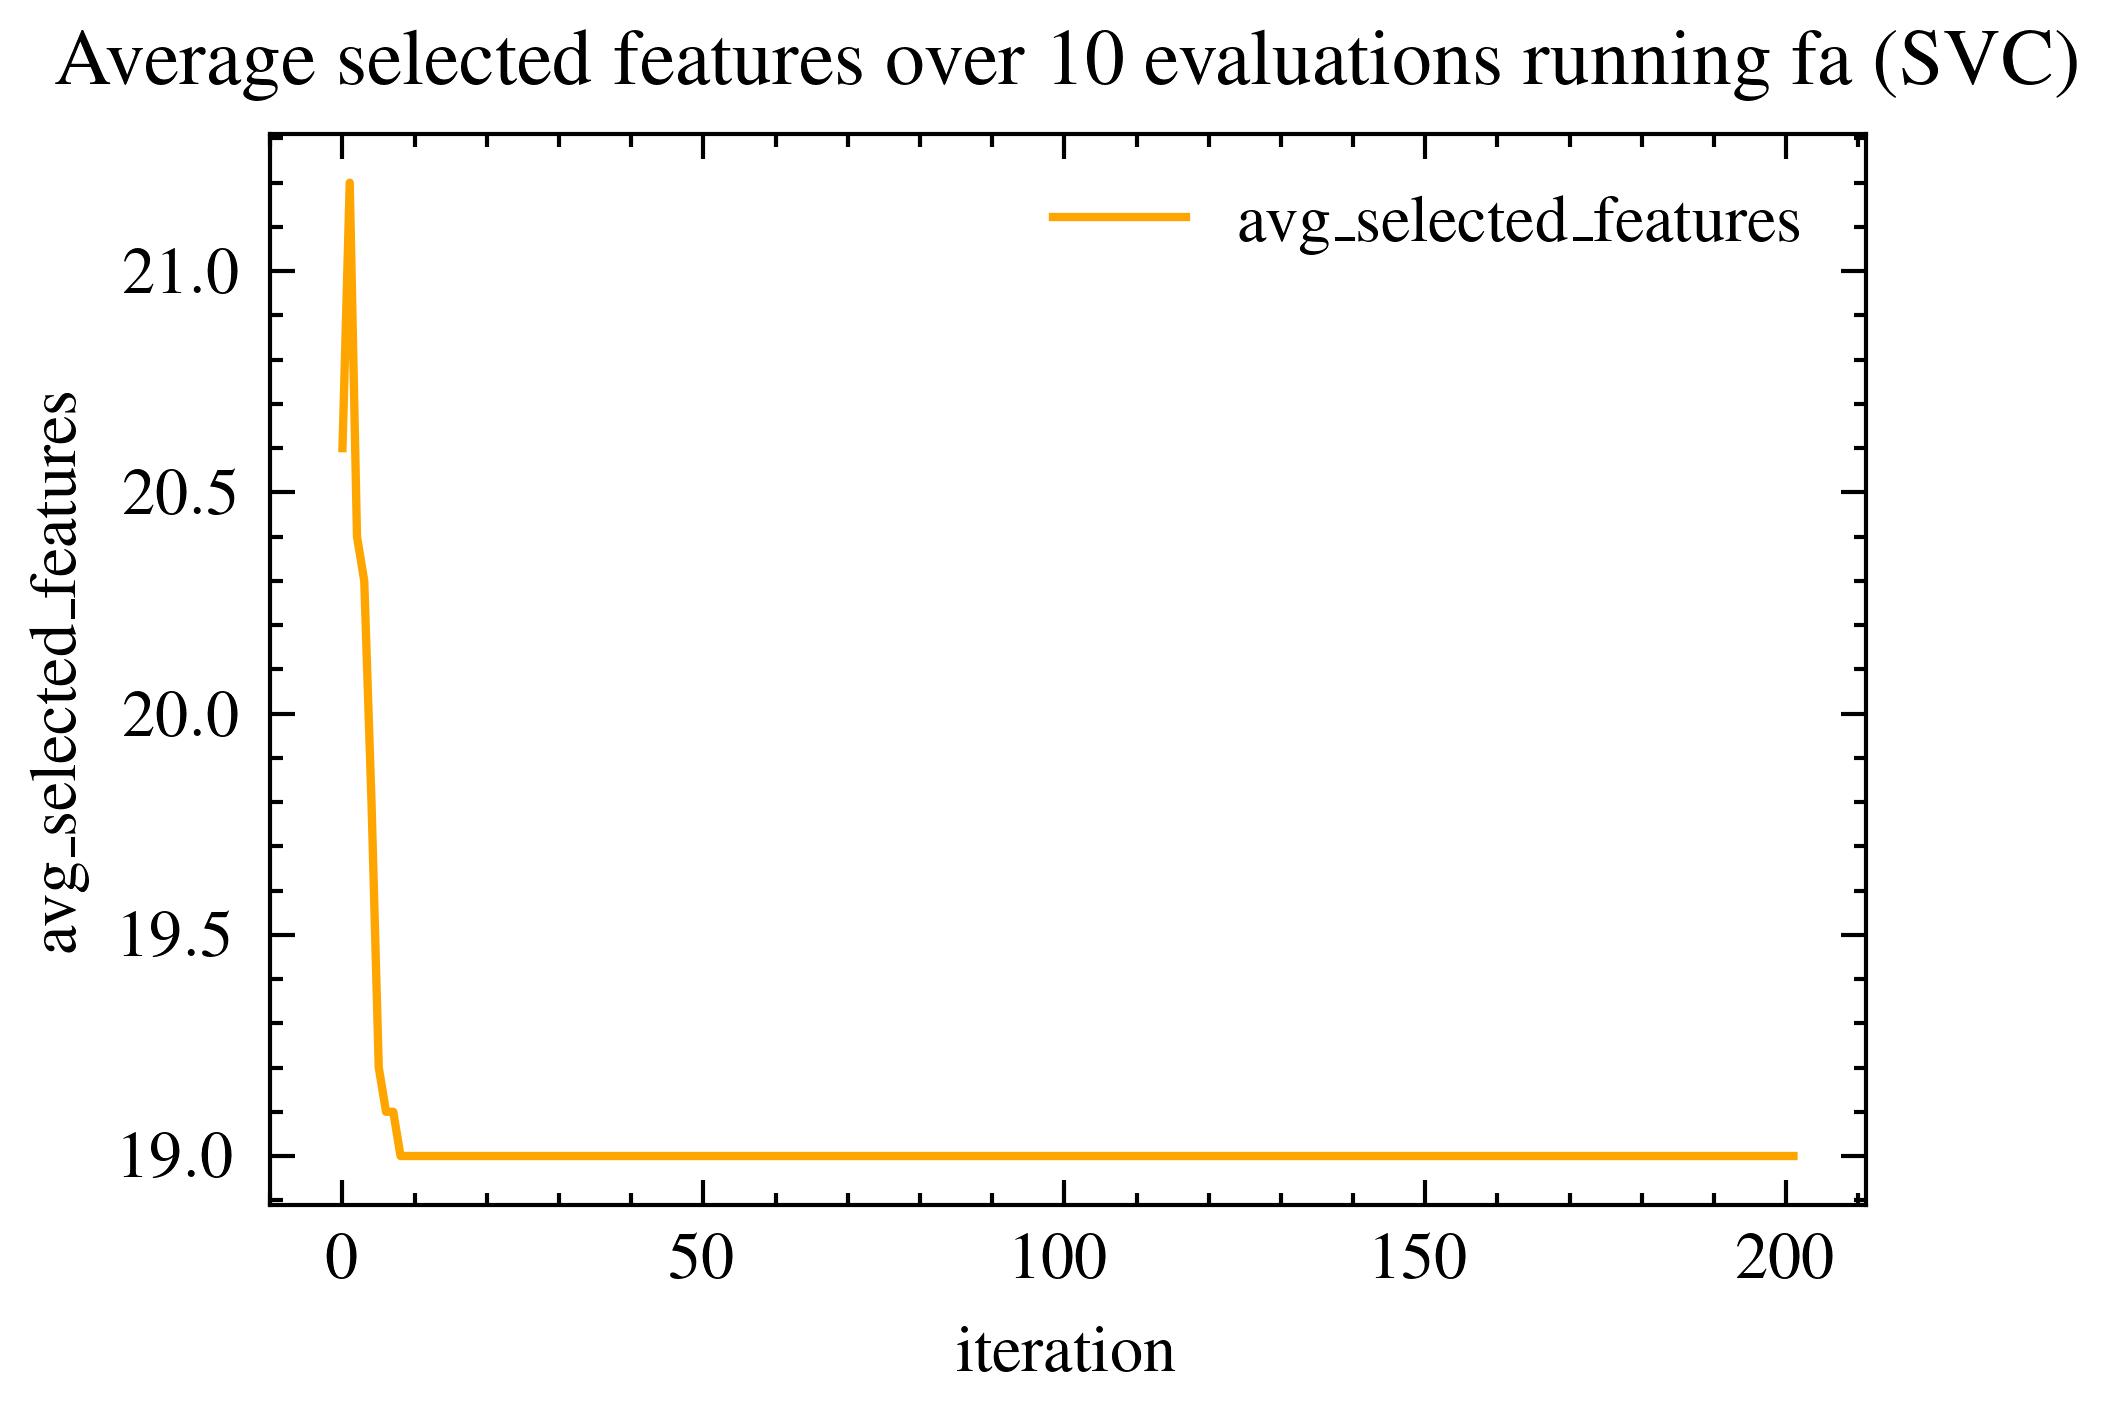 Average selected features over 10 evaluations running fa (SVC)
avg_selected_features
21.0
20.5
20.0
19.5
19.0
avg_selected_features
0 50 100 150 200
iteration